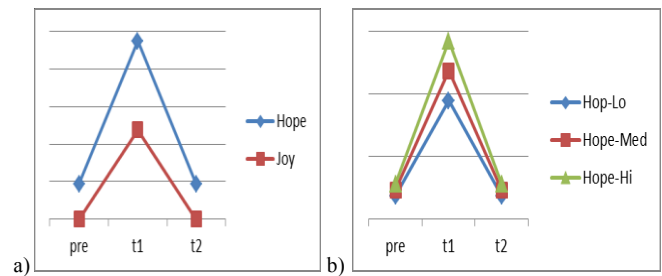 Hope
Joy
pre t1 t2
a)
Hop-Lo
Hope-Med
Hope-Hi
pre t1 t2
b)